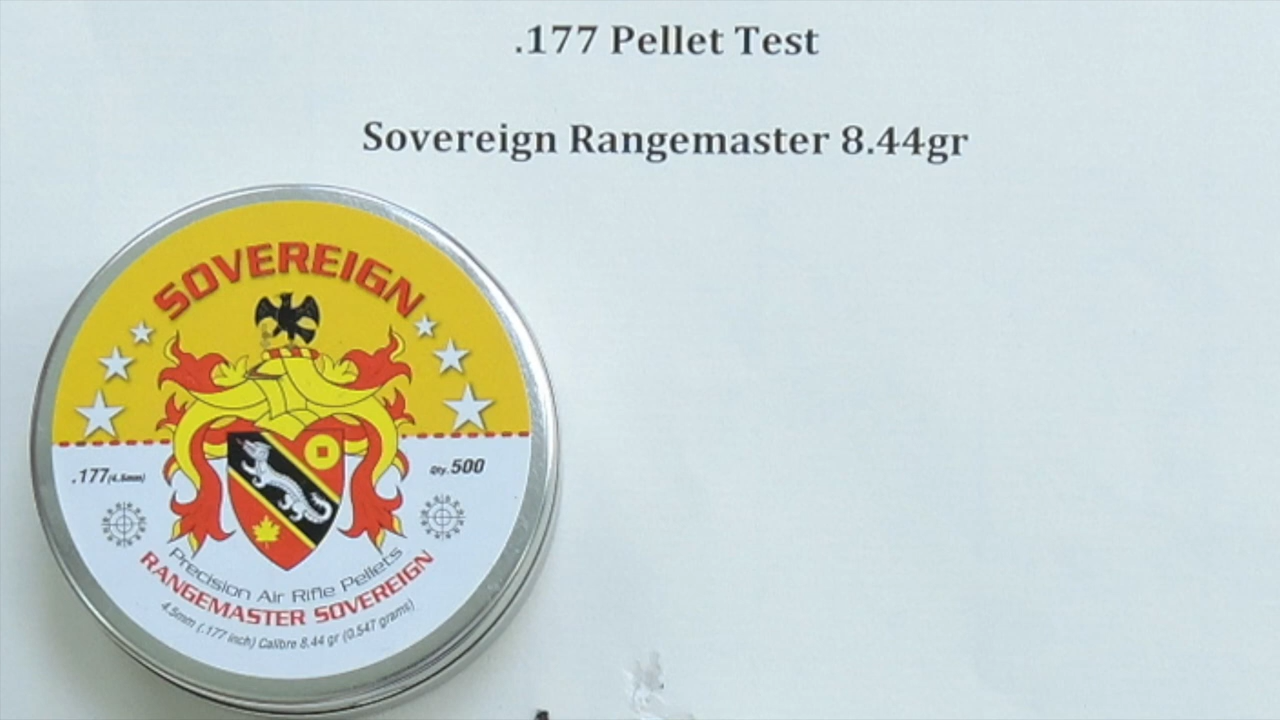 .177 Pellet Test
Sovereign Rangemaster 8.44gr
SOVEREIGN
.177(4.5mm)
Qty.500
Precision Air Rifle Pellets
RANGEMASTER SOVEREIGN
4.5mm (.177 inch) Calibre 8.44 gr (0.547 grams)